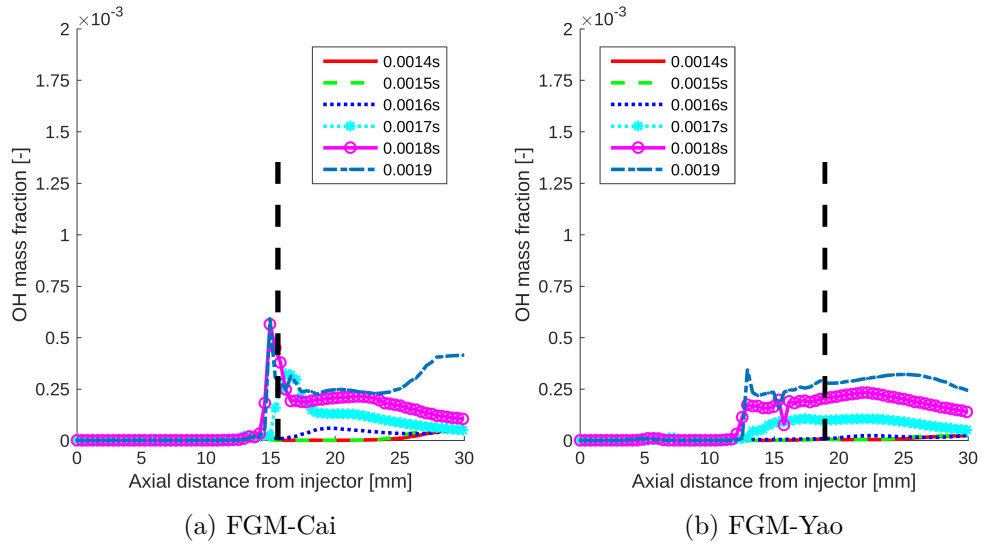 ×10⁻³
2
1.75
1.5
1.25
1
0.75
0.5
0.25
0
OH mass fraction [-]
0.0014s
0.0015s
0.0016s
0.0017s
0.0018s
0.0019
0 5 10 15 20 25 30
Axial distance from injector [mm]
(a) FGM-Cai
×10⁻³
2
1.75
1.5
1.25
1
0.75
0.5
0.25
0
OH mass fraction [-]
0.0014s
0.0015s
0.0016s
0.0017s
0.0018s
0.0019
0 5 10 15 20 25 30
Axial distance from injector [mm]
(b) FGM-Yao